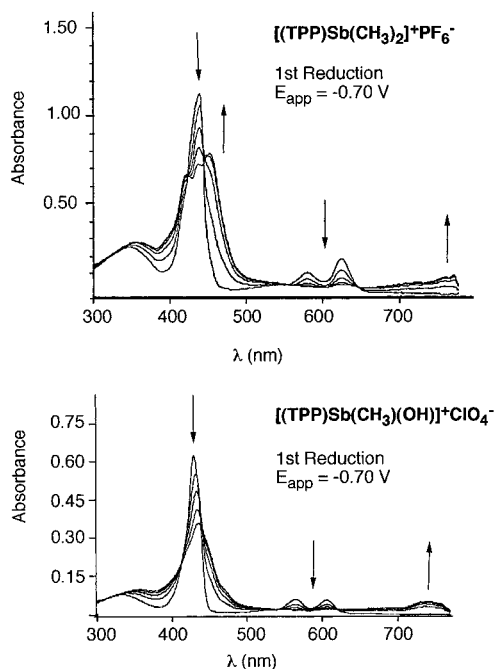 [(TPP)Sb(CH₃)₂]⁺PF₆⁻
1st Reduction
E_app = -0.70 V
Absorbance
1.50
1.00
0.50
300 400 500 600 700
λ (nm)
[(TPP)Sb(CH₃)(OH)]⁺ClO₄⁻
1st Reduction
E_app = -0.70 V
Absorbance
0.75
0.60
0.45
0.30
0.15
300 400 500 600 700
λ (nm)